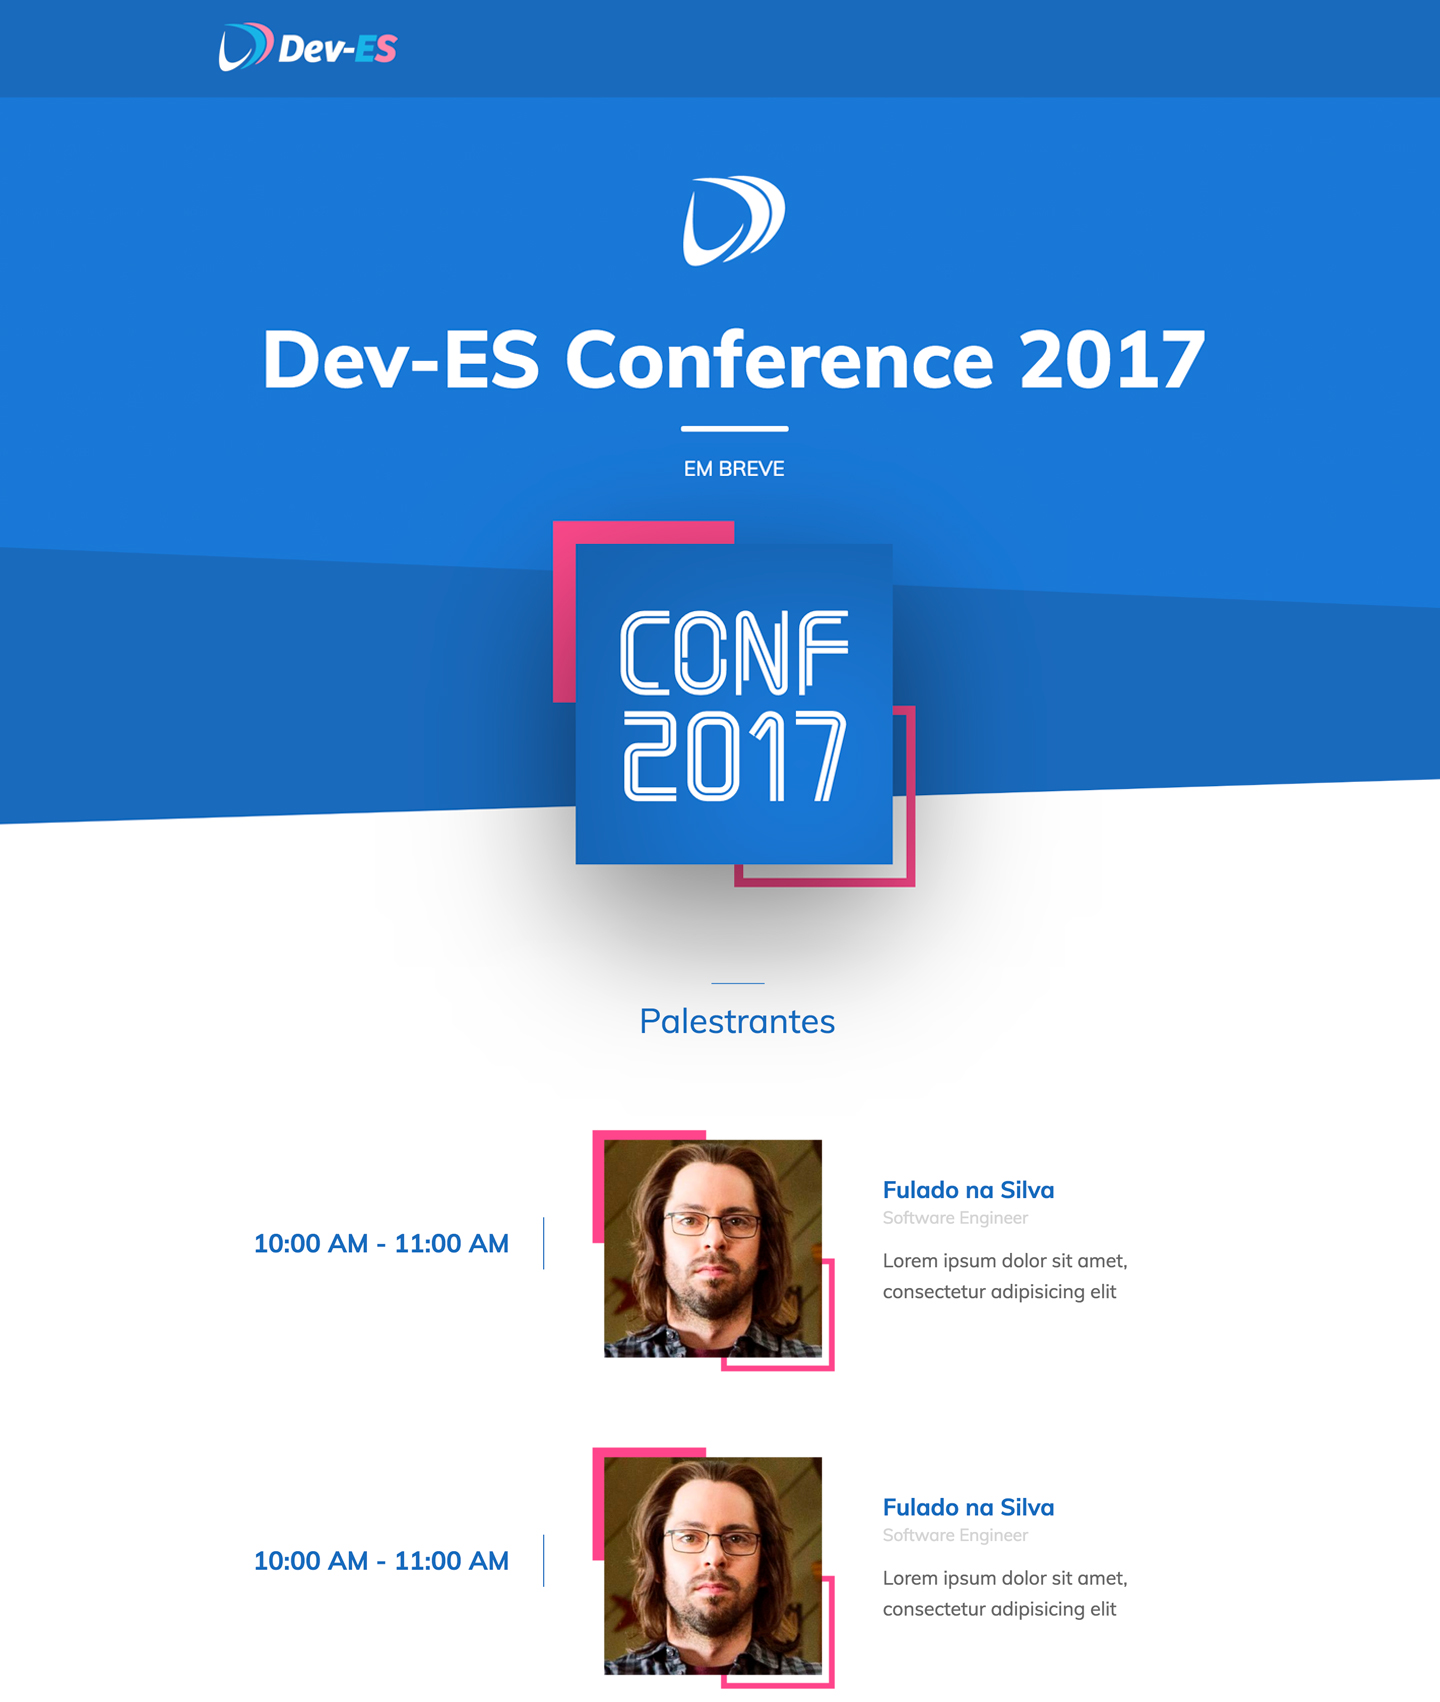 Dev-ES
Dev-ES Conference 2017
EM BREVE
CONF
2017
Palestrantes
10:00 AM - 11:00 AM
Fulado na Silva
Software Engineer
Lorem ipsum dolor sit amet,
consectetur adipisicing elit
10:00 AM - 11:00 AM
Fulado na Silva
Software Engineer
Lorem ipsum dolor sit amet,
consectetur adipisicing elit